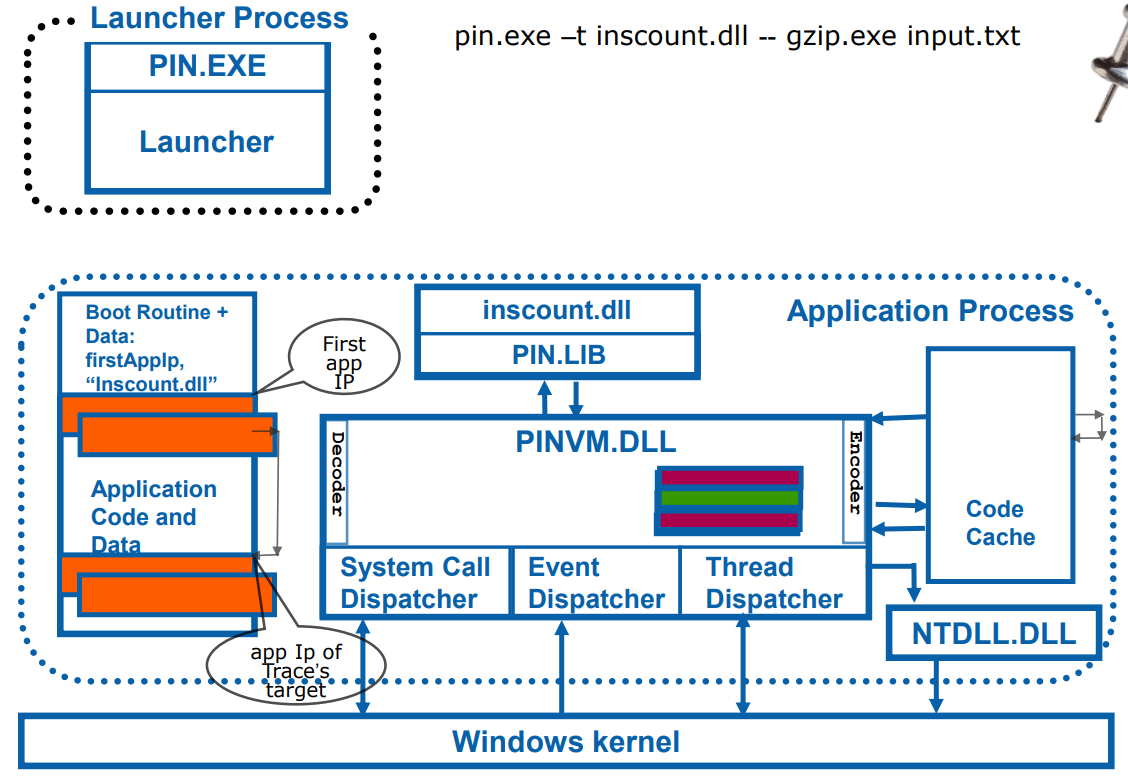 Launcher Process
pin.exe –t inscount.dll -- gzip.exe input.txt
PIN.EXE
Launcher
Boot Routine +
Data:
firstAppIp,
“Inscount.dll”
First
app
IP
inscount.dll
PIN.LIB
Application Process
Decoder
PINVM.DLL
Encoder
Application
Code and
Data
Code
Cache
System Call
Dispatcher
Event
Dispatcher
Thread
Dispatcher
NTDLL.DLL
app Ip of
Trace’s
target
Windows kernel